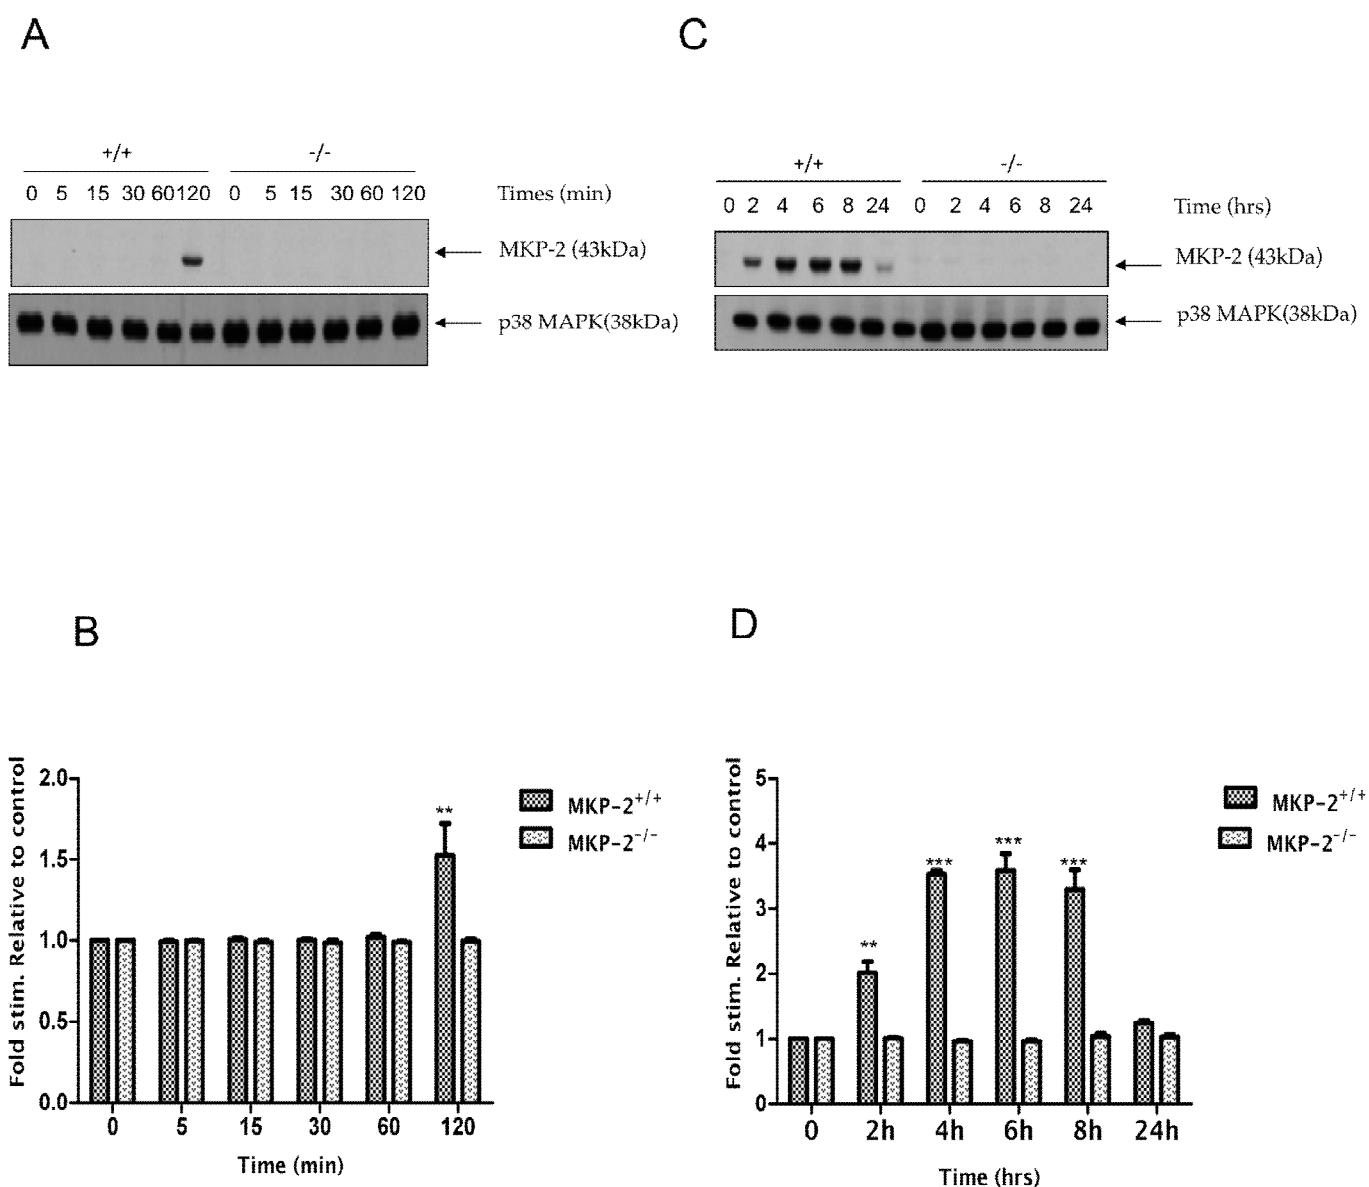 A
+/+ -/-
0 5 15 30 60 120 0 5 15 30 60 120 Times (min)
MKP-2 (43kDa)
p38 MAPK(38kDa)
C
+/+ -/-
0 2 4 6 8 24 0 2 4 6 8 24 Time (hrs)
MKP-2 (43kDa)
p38 MAPK(38kDa)
B
Fold stim. Relative to control
2.0
1.5
1.0
0.5
0.0
**
MKP-2+/+
MKP-2-/-
0 5 15 30 60 120
Time (min)
D
Fold stim. Relative to control
5
4
3
2
1
0
** *** *** ***
MKP-2+/+
MKP-2-/-
0 2h 4h 6h 8h 24h
Time (hrs)